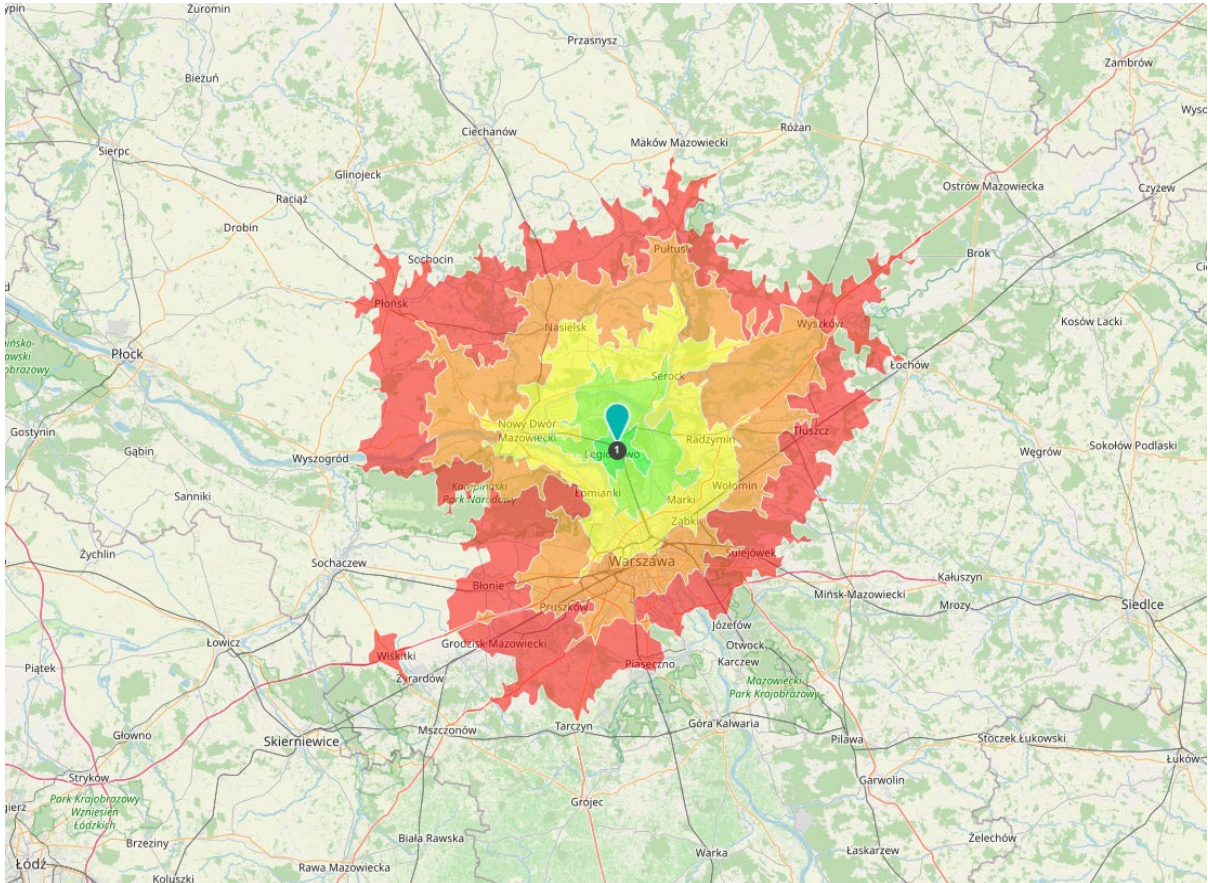 Żuromin
Zambrów
Przasnysz
Bieżuń
Różan
Ciechanów
Maków Mazowiecki
Sierpc
Glinojeck
Ostrów Mazowiecka
Czyżew
Raciąż
Drobin
Pułtusk
Sochocin
Brok
Płońsk
Nasielsk
Wyszków
Kosów Lacki
Płock
Łochów
Serock
Gostynin
Gąbin
Nowy Dwór
Mazowiecki
Radzymin
Tłuszcz
Sokołów Podlaski
Wyszogród
1
Węgrów
Sanniki
Kampinoski
Park Narodowy
Łomianki
Marki
Wołomin
Ząbki
Żychlin
Sochaczew
Warszawa
Sulejówek
Błonie
Kałuszyn
Mińsk Mazowiecki
Mrozy
Siedlce
Pruszków
Józefów
Łowicz
Grodzisk Mazowiecki
Otwock
Wiskitki
Piaseczno
Karczew
Piątek
Żyrardów
Mazowiecki
Park Krajobrazowy
Głowno
Mszczonów
Tarczyn
Góra Kalwaria
Skierniewice
Pilawa
Stoczek Łukowski
Łuków
Stryków
Garwolin
Park Krajobrazowy
Wzniesień
Łódzkich
Grójec
Biała Rawska
Żelechów
Brzeziny
Warka
Łaskarzew
Łódź
Rawa Mazowiecka
Koluszki